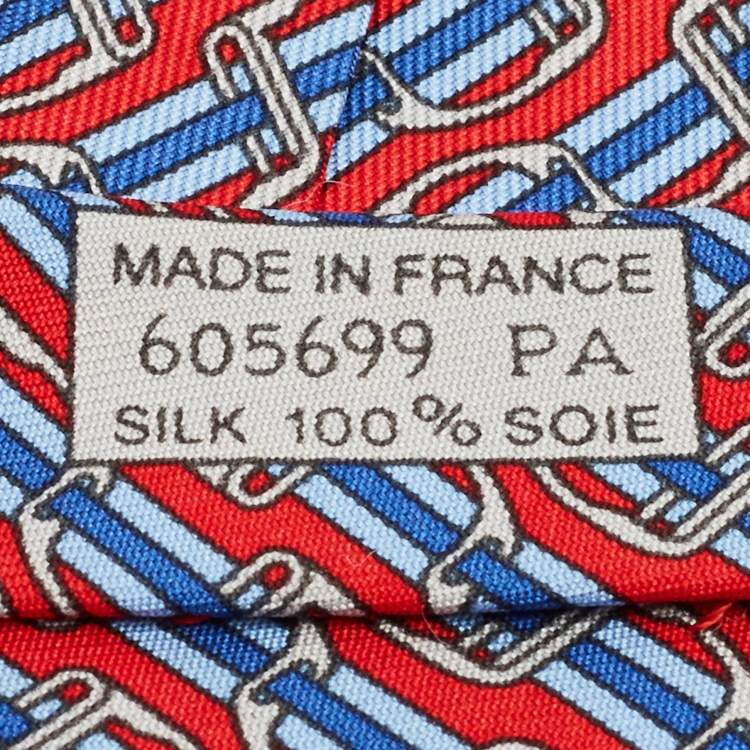 MADE IN FRANCE
605699 PA
SILK 100% SOIE